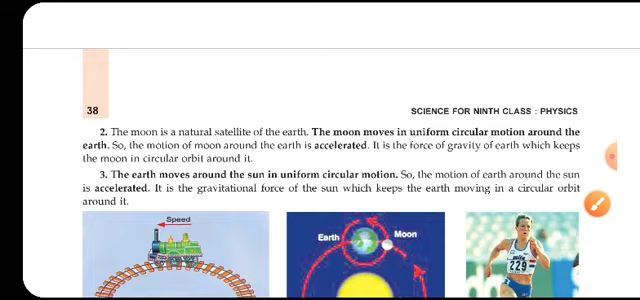 38 SCIENCE FOR NINTH CLASS : PHYSICS
2. The moon is a natural satellite of the earth. The moon moves in uniform circular motion around the
earth. So, the motion of moon around the earth is accelerated. It is the force of gravity of earth which keeps
the moon in circular orbit around it.
3. The earth moves around the sun in uniform circular motion. So, the motion of earth around the sun
is accelerated. It is the gravitational force of the sun which keeps the earth moving in a circular orbit
around it.
Speed
Earth Moon
229